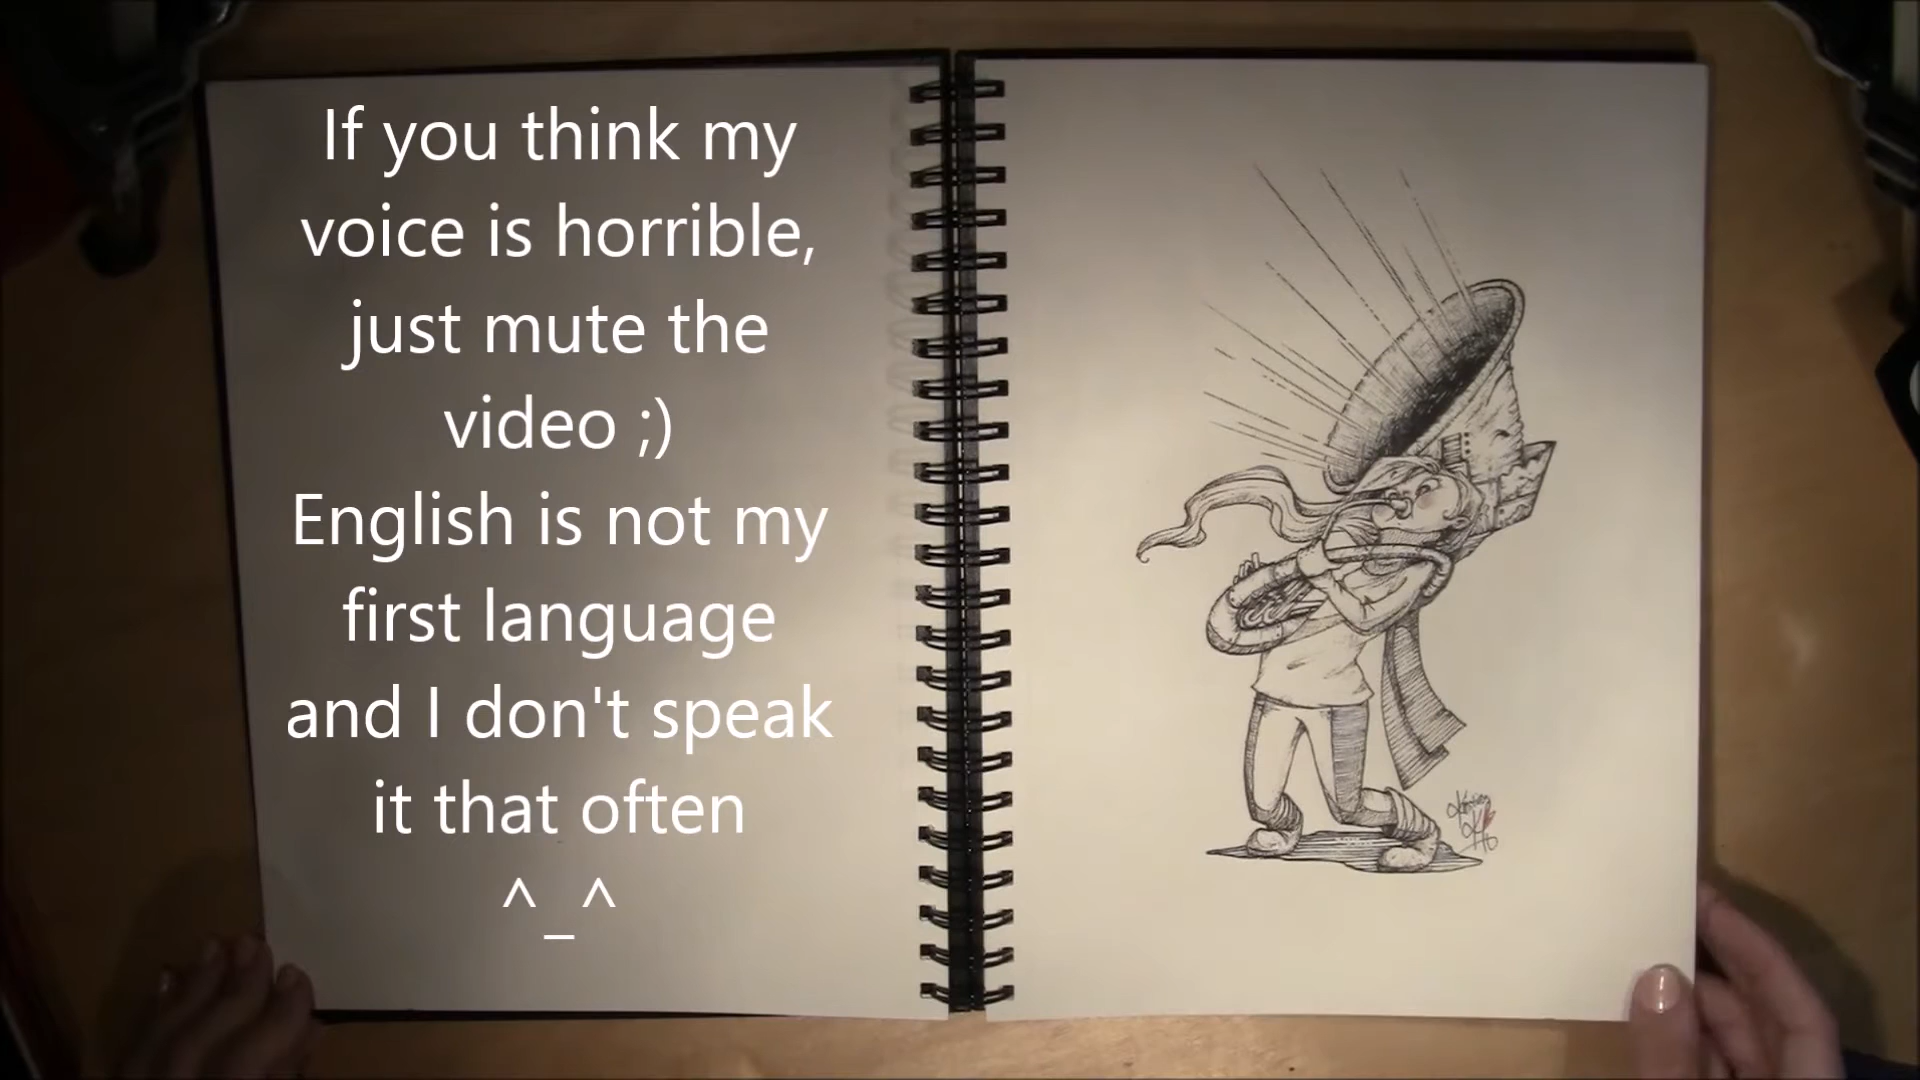 If you think my
voice is horrible,
just mute the
video ;)
English is not my
first language
and I don't speak
it that often
^_^